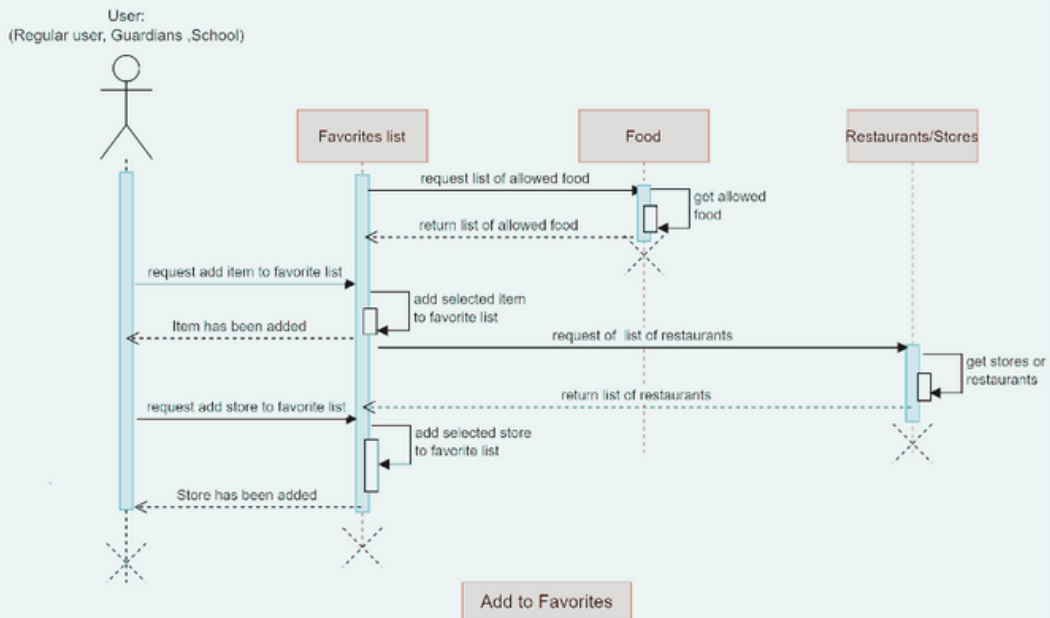 User:
(Regular user, Guardians ,School)
Favorites list
Food
Restaurants/Stores
request list of allowed food
get allowed
food
return list of allowed food
request add item to favorite list
add selected item
to favorite list
Item has been added
request of list of restaurants
get stores or
restaurants
return list of restaurants
request add store to favorite list
add selected store
to favorite list
Store has been added
Add to Favorites